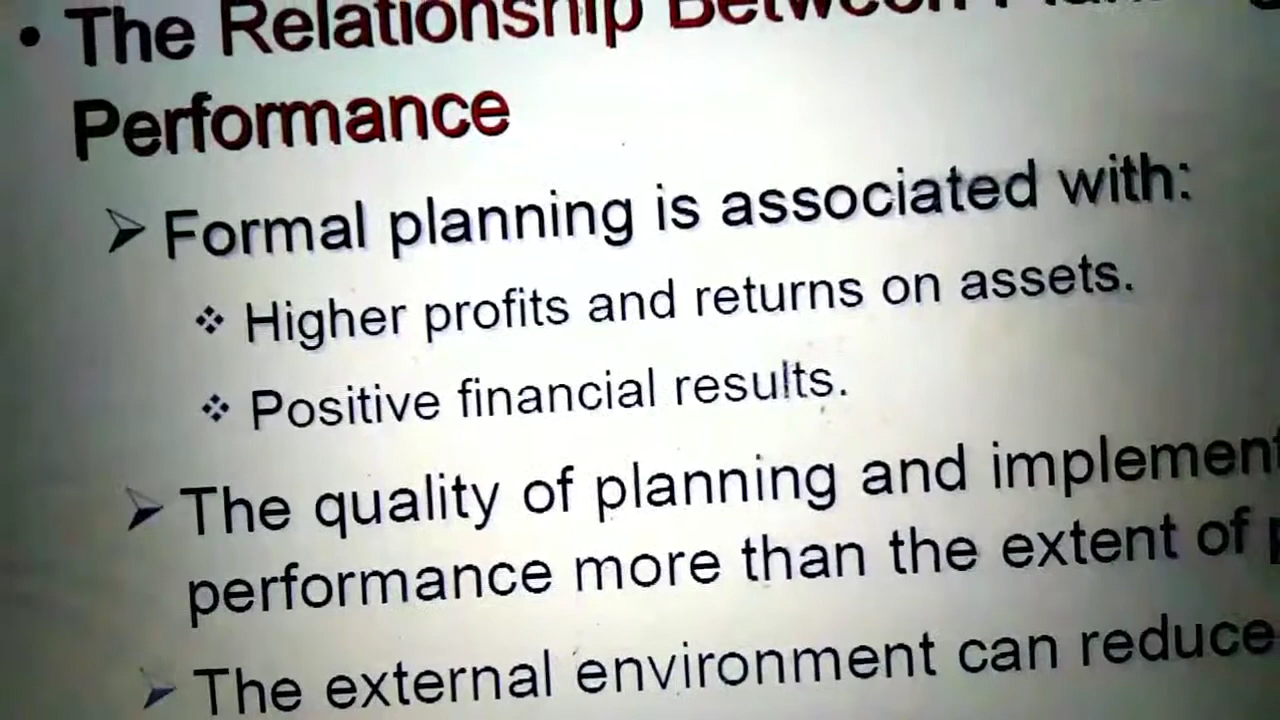 • The Relationship Between
Performance
➢ Formal planning is associated with:
❖ Higher profits and returns on assets.
❖ Positive financial results.
➢ The quality of planning and
performance more than the extent of
➢ The external environment can reduce